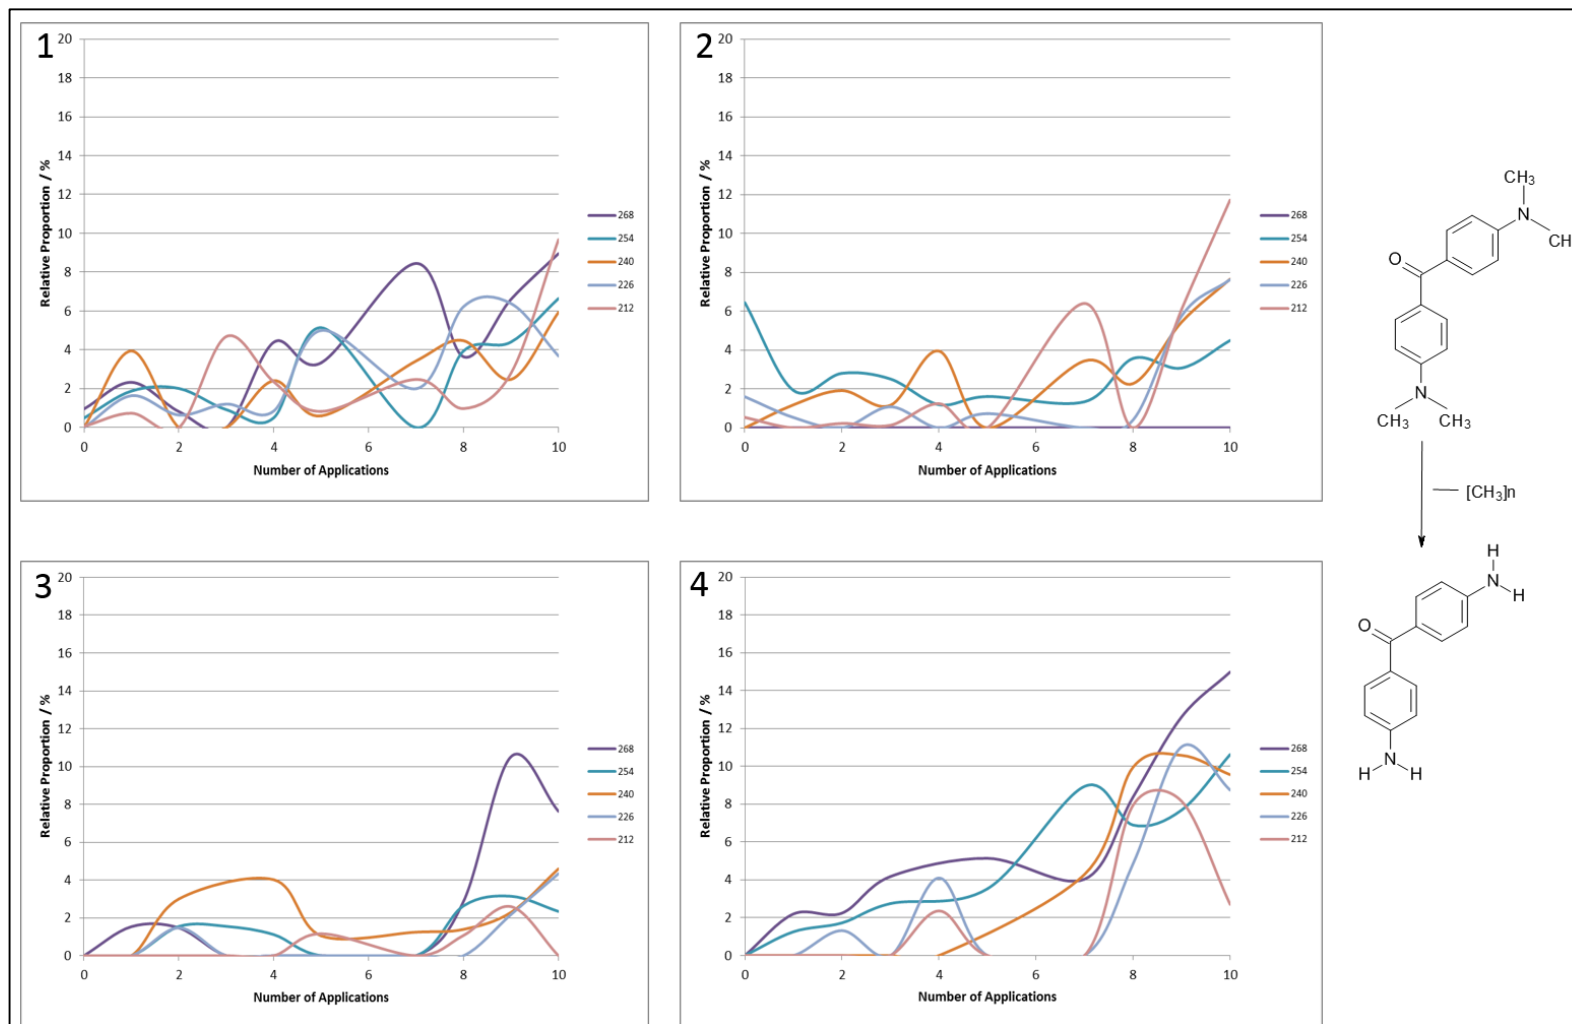 1
20
18
16
14
12
10
8
6
4
2
0
Relative Proportion / %
0 2 4 6 8 10
Number of Applications
268
254
240
226
212
2
20
18
16
14
12
10
8
6
4
2
0
Relative Proportion / %
0 2 4 6 8 10
Number of Applications
268
254
240
226
212
3
20
18
16
14
12
10
8
6
4
2
0
Relative Proportion / %
0 2 4 6 8 10
Number of Applications
268
254
240
226
212
4
20
18
16
14
12
10
8
6
4
2
0
Relative Proportion / %
0 2 4 6 8 10
Number of Applications
268
254
240
226
212
CH3
N
CH
O
N
CH3 CH3
[CH3]n
H
N
H
O
N
H H